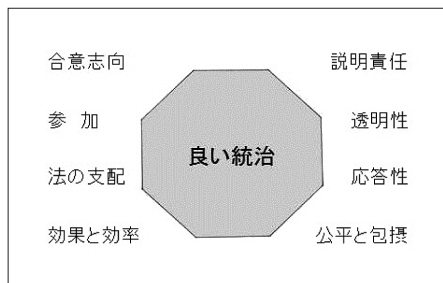 合意志向
説明責任
参 加
透明性
良い統治
法の支配
応答性
効果と効率
公平と包摂